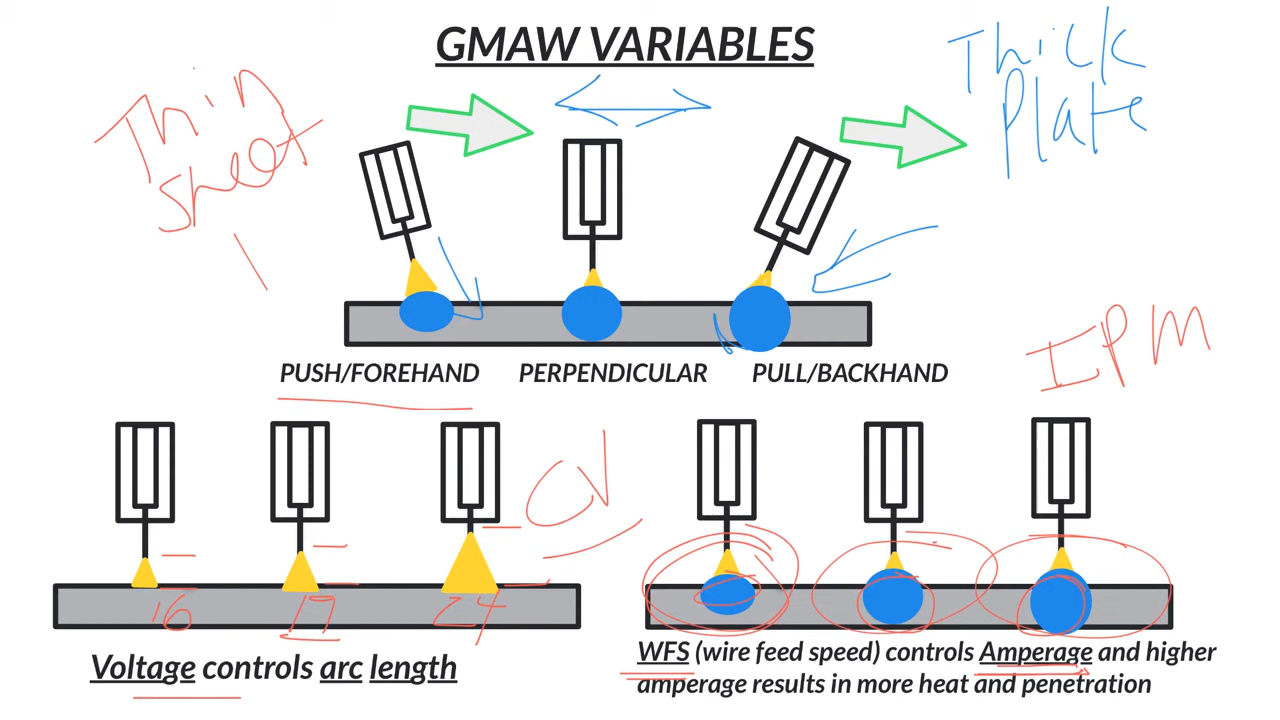 GMAW VARIABLES
Thin
Sheet
Thick
Plate
PUSH/FOREHAND PERPENDICULAR PULL/BACKHAND
IPM
CV
16 19 24
Voltage controls arc length
WFS (wire feed speed) controls Amperage and higher
amperage results in more heat and penetration